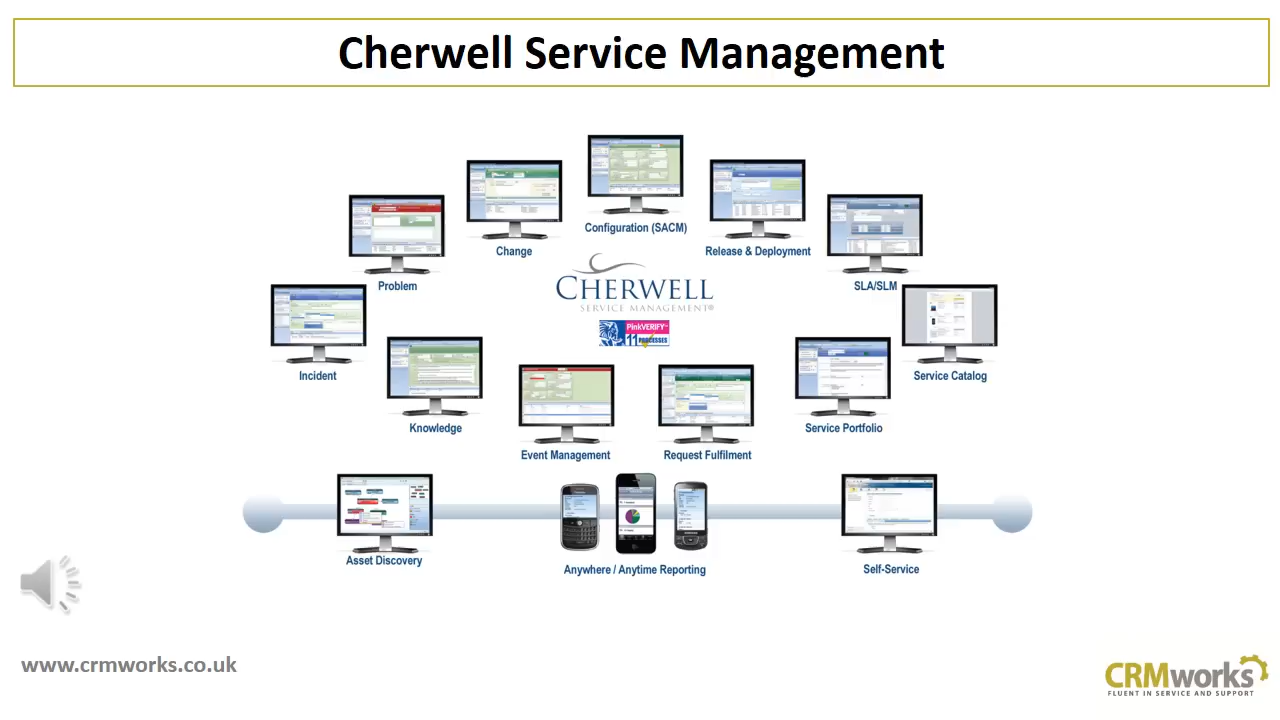 Cherwell Service Management
Configuration (SACM)
Change
Release & Deployment
Problem
SLA/SLM
CHERWELL
SERVICE MANAGEMENT®
PinkVERIFY™
11 PROCESSES
Incident
Service Catalog
Knowledge
Service Portfolio
Event Management
Request Fulfilment
Asset Discovery
Anywhere / Anytime Reporting
Self-Service
www.crmworks.co.uk
CRMworks
FLUENT IN SERVICE AND SUPPORT